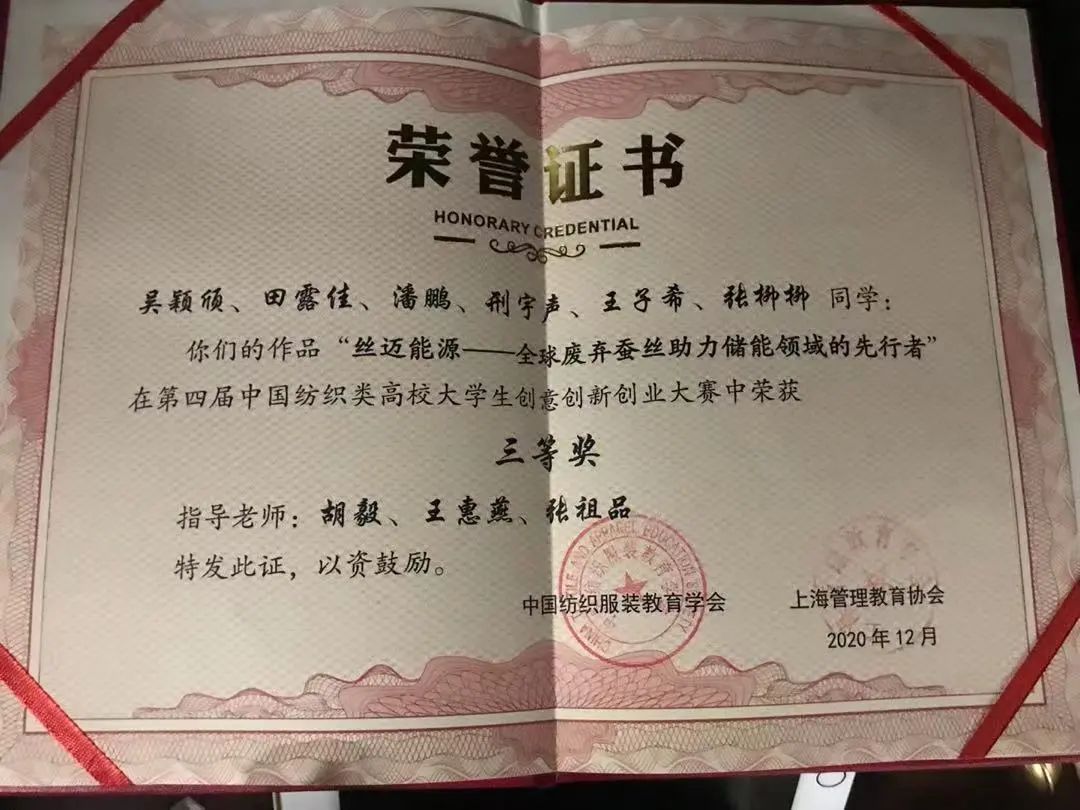 荣誉证书
HONORARY CREDENTIAL
吴颖颀、田露佳、潘鹏、刑宇声、王子希、张栁栁 同学：
你们的作品“丝迈能源——全球废弃蚕丝助力储能领域的先行者”
在第四届中国纺织类高校大学生创意创新创业大赛中荣获
三等奖
指导老师：胡毅、王惠燕、张祖品
特发此证，以资鼓励。
中国纺织服装教育学会
上海管理教育协会
2020年12月